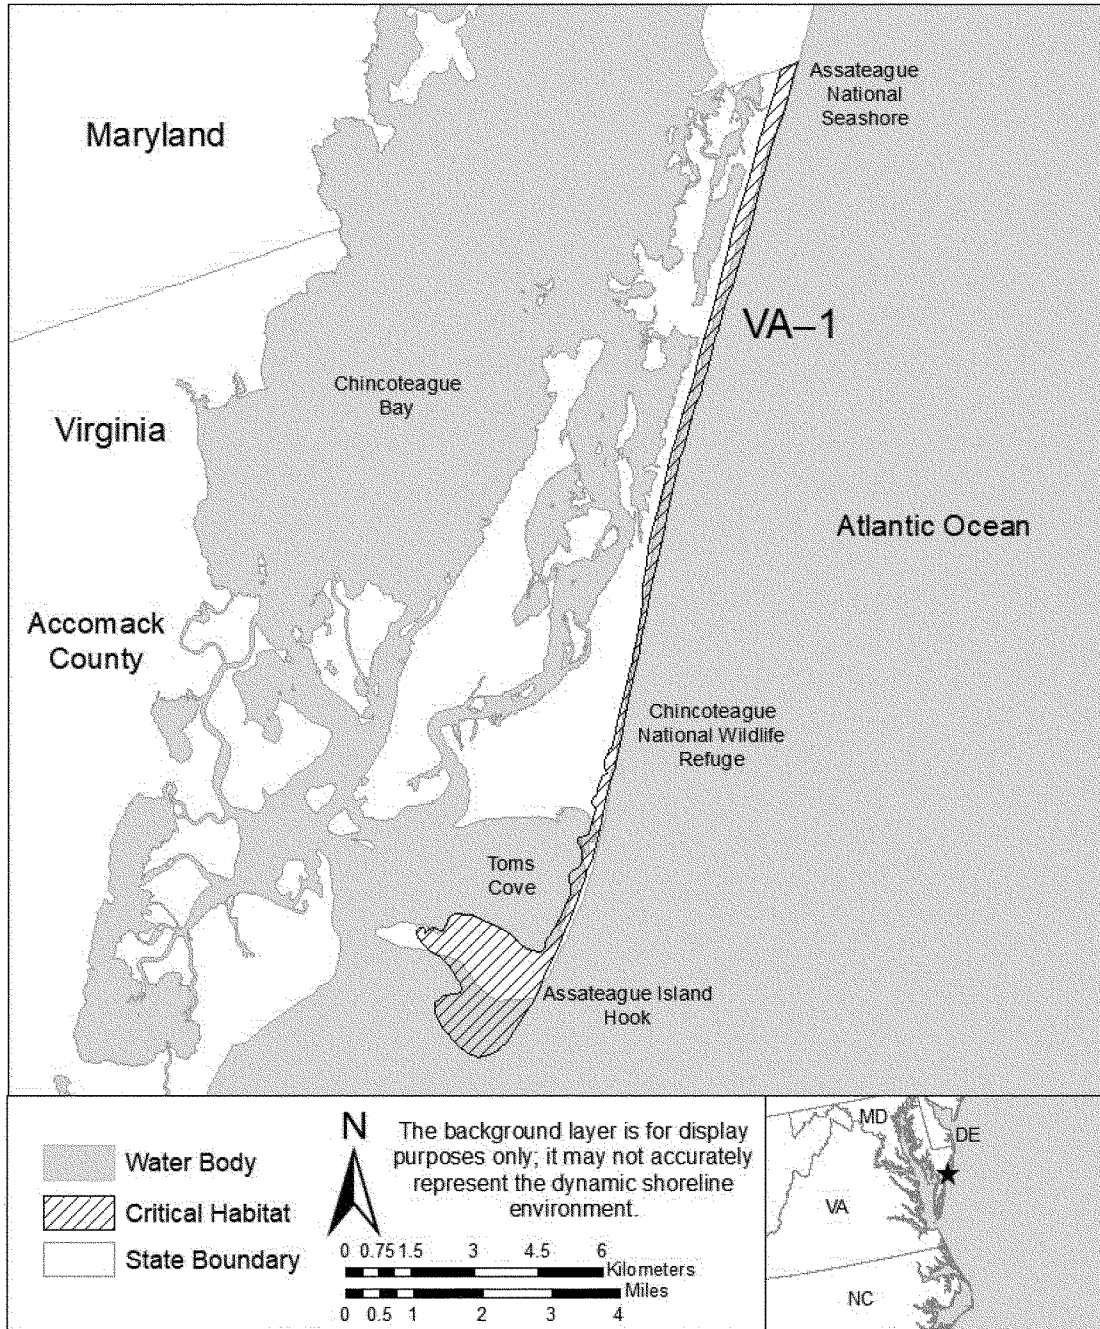 Assateague
National
Seashore
Maryland
VA–1
Chincoteague
Bay
Virginia
Atlantic Ocean
Accomack
County
Chincoteague
National Wildlife
Refuge
Toms
Cove
Assateague Island
Hook
Water Body
Critical Habitat
State Boundary
N
The background layer is for display
purposes only; it may not accurately
represent the dynamic shoreline
environment.
0 0.75 1.5 3 4.5 6
Kilometers
Miles
0 0.5 1 2 3 4
MD
DE
VA
NC